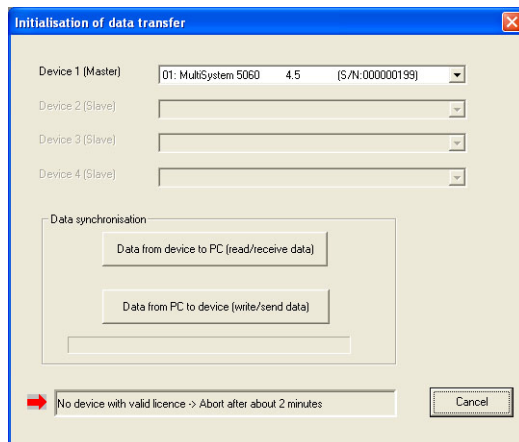 Initialisation of data transfer
Device 1 (Master) 01: MultiSystem 5060 4.5 (S/N:000000199)
Device 2 (Slave)
Device 3 (Slave)
Device 4 (Slave)
Data synchronisation
Data from device to PC (read/receive data)
Data from PC to device (write/send data)
No device with valid licence -> Abort after about 2 minutes
Cancel